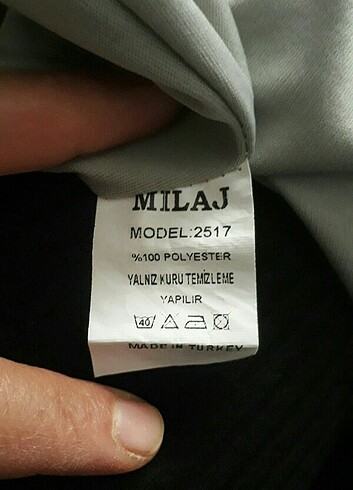 MILAJ
MODEL:2517
%100 POLYESTER
YALNIZ KURU TEMİZLEME
YAPILIR
40
MADE IN TURKEY